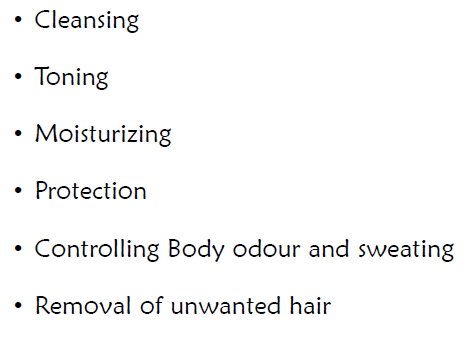 • Cleansing
• Toning
• Moisturizing
• Protection
• Controlling Body odour and sweating
• Removal of unwanted hair